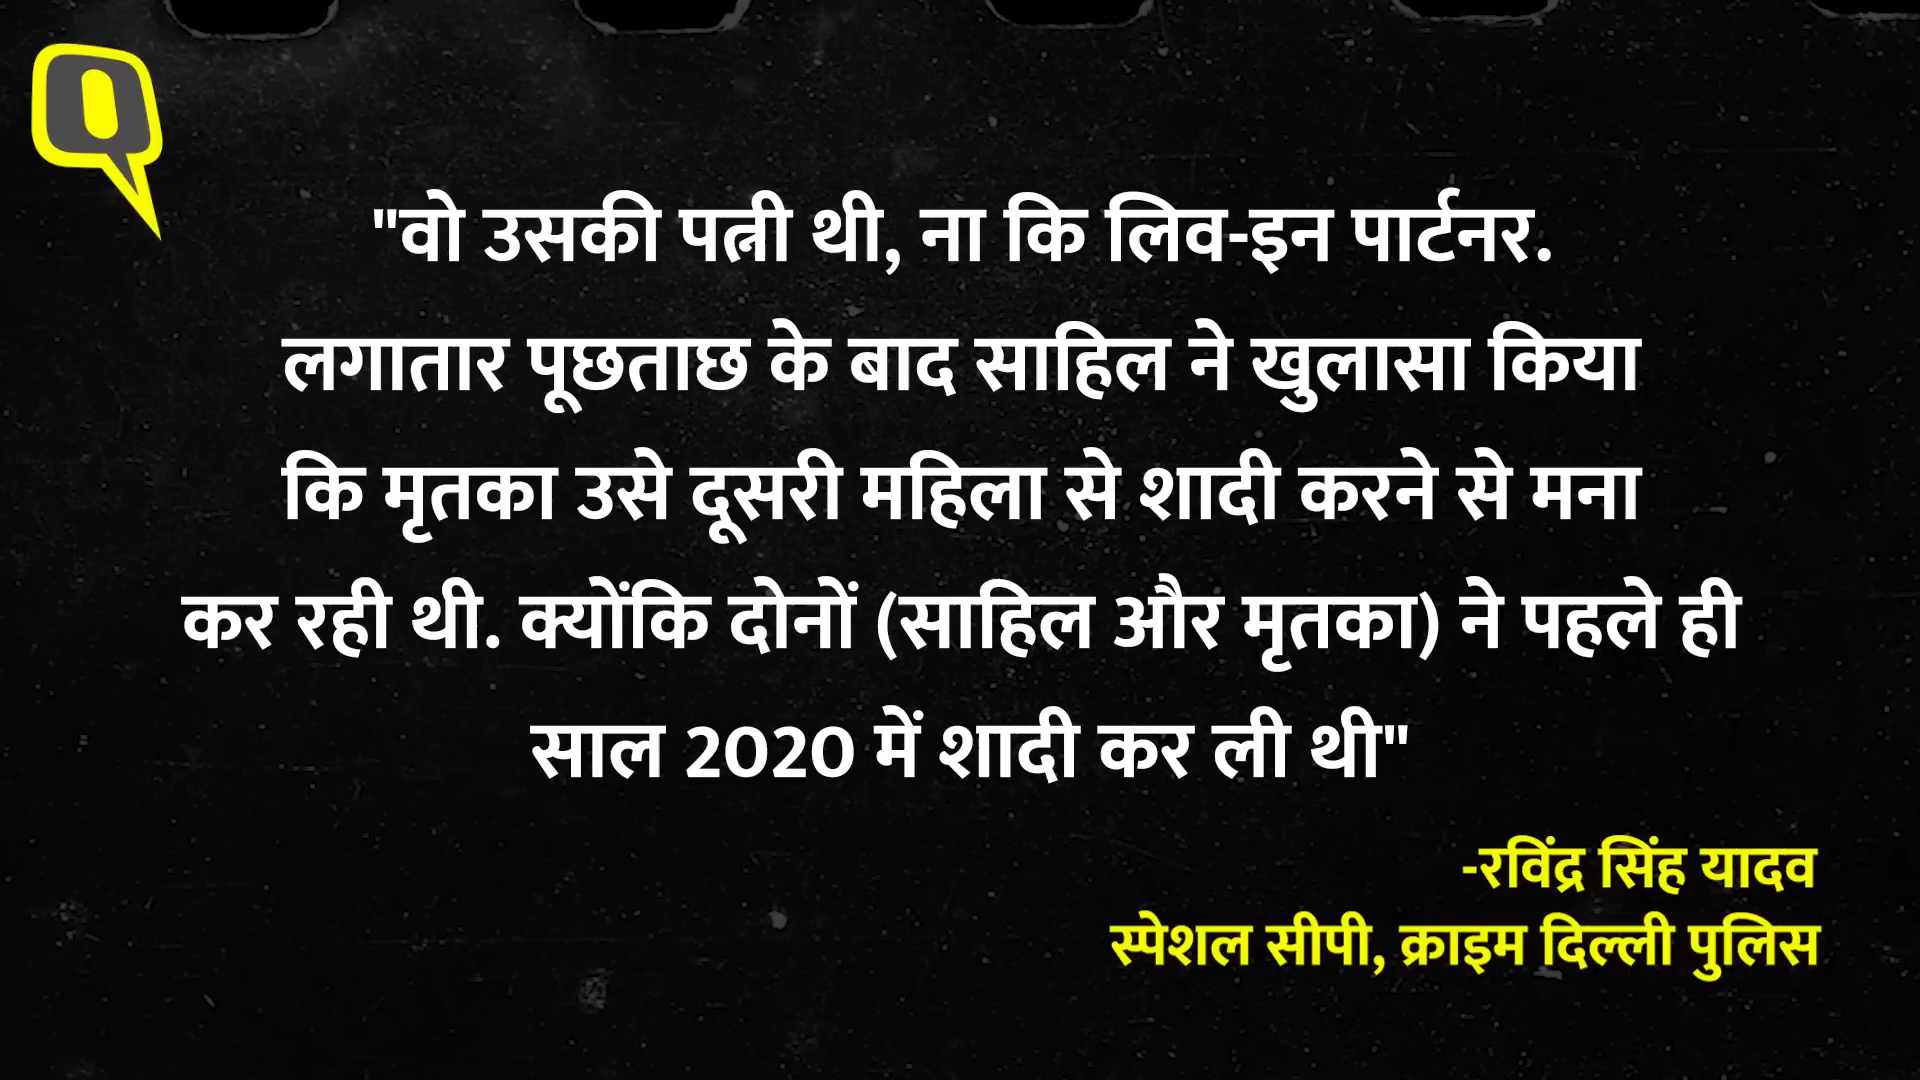 "वो उसकी पत्नी थी, ना कि लिव-इन पार्टनर.
लगातार पूछताछ के बाद साहिल ने खुलासा किया
कि मृतका उसे दूसरी महिला से शादी करने से मना
कर रही थी. क्योंकि दोनों (साहिल और मृतका) ने पहले ही
साल 2020 में शादी कर ली थी"
-रविंद्र सिंह यादव
स्पेशल सीपी, क्राइम दिल्ली पुलिस